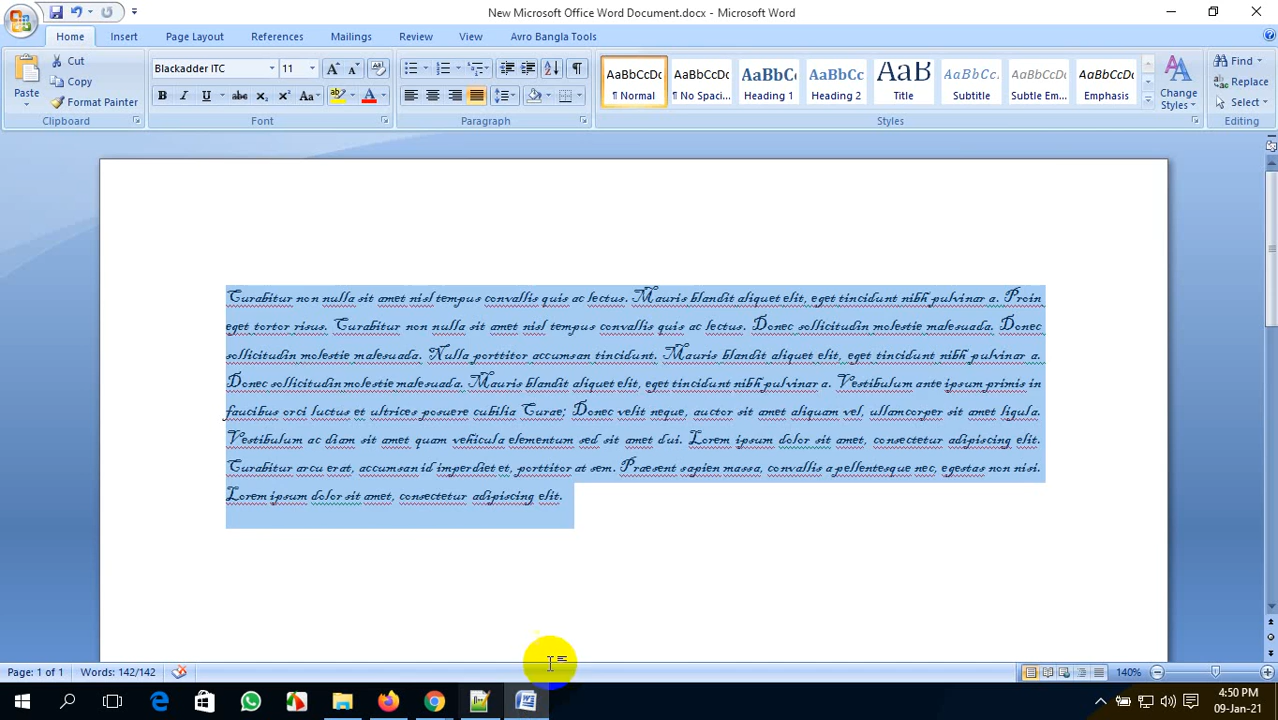 New Microsoft Office Word Document.docx - Microsoft Word
Home Insert Page Layout References Mailings Review View Avro Bangla Tools
Paste
Cut
Copy
Format Painter
Clipboard
Blackadder ITC 11
B I U abc X₂ X² Aa
Font
Paragraph
AaBbCcDc AaBbCcDc AaBbCc AaBbCc AaB AaBbCc. AaBbCcDc AaBbCcDc
¶ Normal ¶ No Spaci... Heading 1 Heading 2 Title Subtitle Subtle Em... Emphasis
Change Styles
Styles
Find
Replace
Select
Editing
Curabitur non nulla sit amet nisl tempus convallis quis ac lectus. Mauris blandit aliquet elit, eget tincidunt nibh pulvinar a. Proin
eget tortor risus. Curabitur non nulla sit amet nisl tempus convallis quis ac lectus. Donec sollicitudin molestie malesuada. Donec
sollicitudin molestie malesuada. Nulla porttitor accumsan tincidunt. Mauris blandit aliquet elit, eget tincidunt nibh pulvinar a.
Donec sollicitudin molestie malesuada. Mauris blandit aliquet elit, eget tincidunt nibh pulvinar a. Vestibulum ante ipsum primis in
faucibus orci luctus et ultrices posuere cubilia Curae; Donec velit neque, auctor sit amet aliquam vel, ullamcorper sit amet ligula.
Vestibulum ac diam sit amet quam vehicula elementum sed sit amet dui. Lorem ipsum dolor sit amet, consectetur adipiscing elit.
Curabitur arcu erat, accumsan id imperdiet et, porttitor at sem. Praesent sapien massa, convallis a pellentesque nec, egestas non nisi.
Lorem ipsum dolor sit amet, consectetur adipiscing elit.
Page: 1 of 1 Words: 142/142 140%
4:50 PM
09-Jan-21